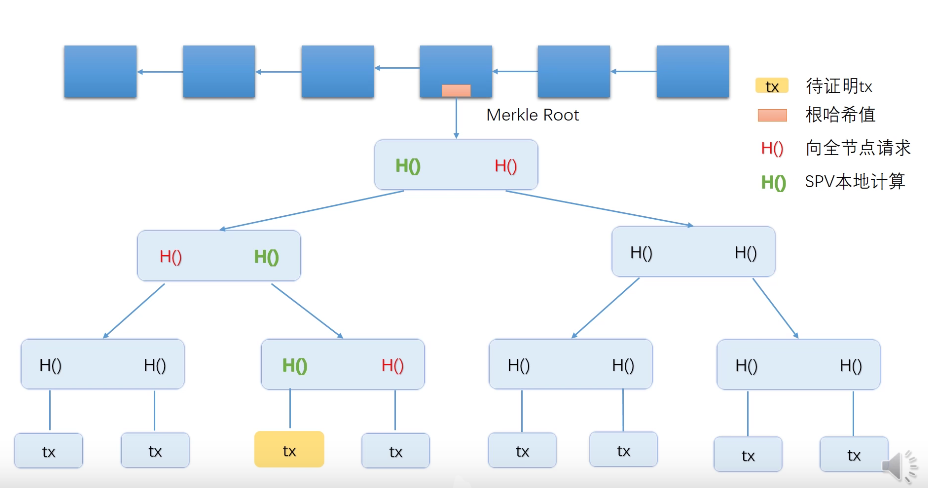 Merkle Root
tx 待证明tx
根哈希值
H() 向全节点请求
H() SPV本地计算
H() H()
H() H()
H() H()
H() H()
H() H()
H() H()
H() H()
tx tx tx tx tx tx tx tx